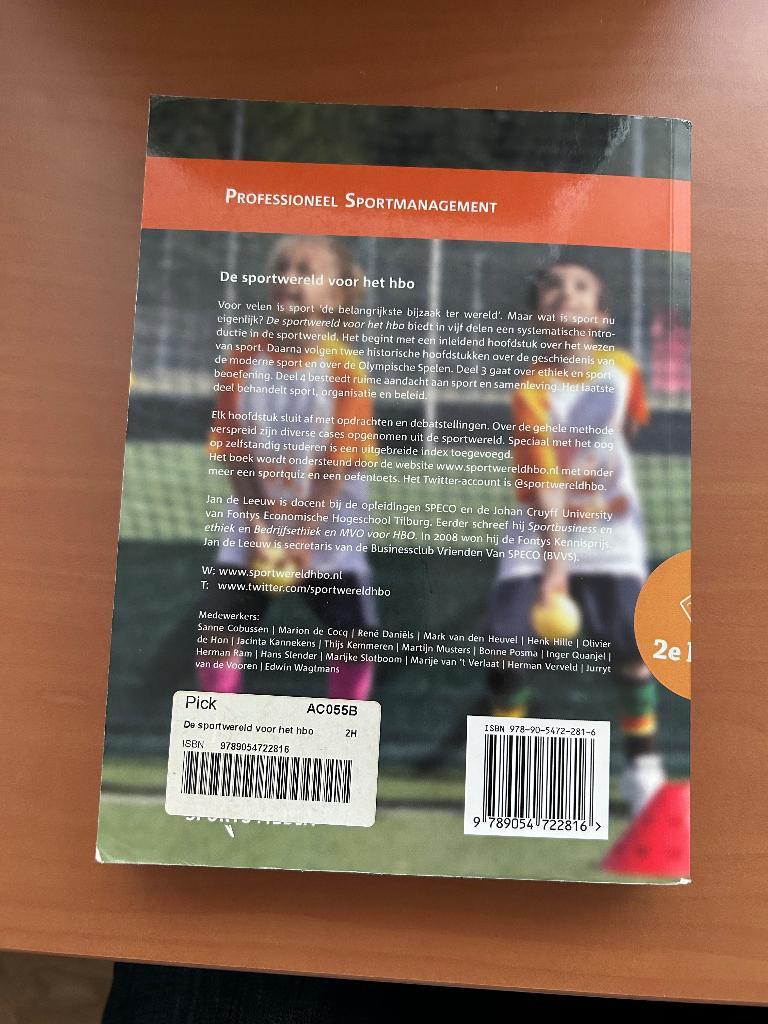 PROFESSIONEEL SPORTMANAGEMENT
De sportwereld voor het hbo
Voor velen is sport 'de belangrijkste bijzaak ter wereld'. Maar wat is sport nu
eigenlijk? De sportwereld voor het hbo biedt in vijf delen een systematische intro-
ductie in de sportwereld. Het begint met een inleidend hoofdstuk over het wezen
van sport. Daarna volgen twee historische hoofdstukken over de geschiedenis van
de moderne sport en over de Olympische Spelen. Deel 3 gaat over ethiek en sport-
beoefening. Deel 4 besteedt ruime aandacht aan sport en samenleving. Het laatste
deel behandelt sport, organisatie en beleid.
Elk hoofdstuk sluit af met opdrachten en debatstellingen. Over de gehele methode
verspreid zijn diverse cases opgenomen uit de sportwereld. Speciaal met het oog
op zelfstandig studeren is een uitgebreide index toegevoegd.
Het boek wordt ondersteund door de website www.sportwereldhbo.nl met onder
meer een sportquiz en een oefentoets. Het Twitter-account is @sportwereldhbo.
Jan de Leeuw is docent bij de opleidingen SPECO en de Johan Cruyff University
van Fontys Economische Hogeschool Tilburg. Eerder schreef hij Sportbusiness en
ethiek en Bedrijfsethiek en MVO voor HBO. In 2008 won hij de Fontys Kennisprijs.
Jan de Leeuw is secretaris van de Businessclub Vrienden Van SPECO (BVVS).
W: www.sportwereldhbo.nl
T: www.twitter.com/sportwereldhbo
Medewerkers:
Sanne Cobussen | Marion de Cocq | René Daniëls | Mark van den Heuvel | Henk Hille | Olivier
de Hon | Jacinta Kannekens | Thijs Kemmeren | Martijn Musters | Bonne Posma | Inger Quanjel |
Herman Ram | Hans Slender | Marijke Slotboom | Marije van 't Verlaat | Herman Verveld | Jurryt
van de Vooren | Edwin Wagtmans
2e
Pick AC055B
De sportwereld voor het hbo 2H
ISBN 9789054722816
ISBN 978-90-5472-281-6
9 789054 722816 >